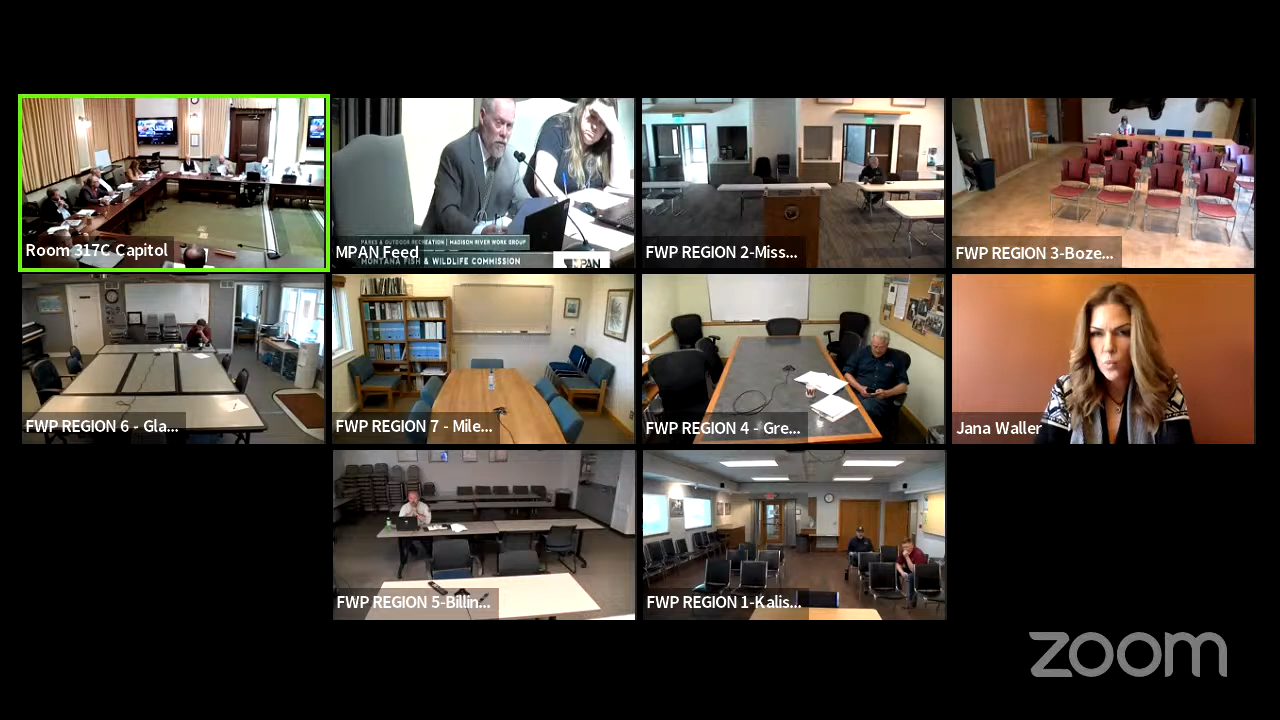 Room 317C Capitol
PARKS & OUTDOOR RECREATION | MADISON RIVER WORK GROUP
MPAN Feed
MONTANA FISH & WILDLIFE COMMISSION
MPAN
FWP REGION 2-Miss...
FWP REGION 3-Boze...
FWP REGION 6 - Gla...
FWP REGION 7 - Mile...
FWP REGION 4 - Gre...
Jana Waller
FWP REGION 5-Billin...
FWP REGION 1-Kalis...
zoom